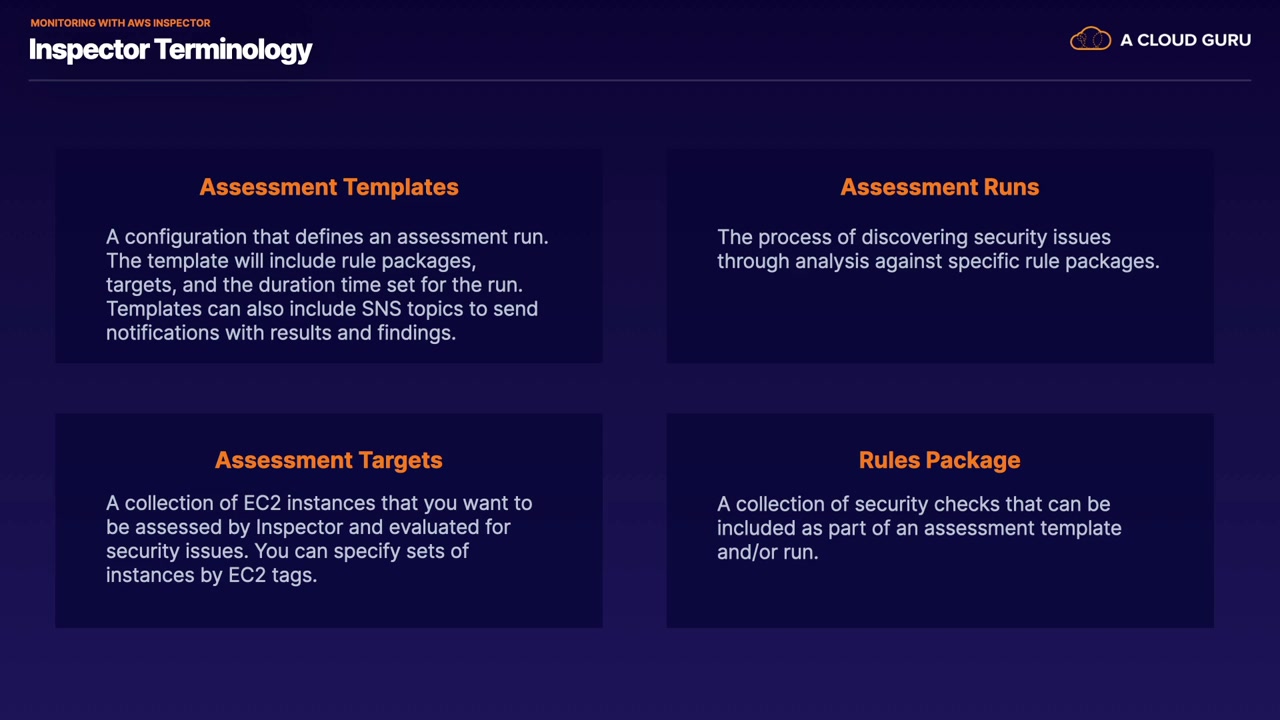 MONITORING WITH AWS INSPECTOR
Inspector Terminology
A CLOUD GURU
Assessment Templates
A configuration that defines an assessment run.
The template will include rule packages,
targets, and the duration time set for the run.
Templates can also include SNS topics to send
notifications with results and findings.
Assessment Runs
The process of discovering security issues
through analysis against specific rule packages.
Assessment Targets
A collection of EC2 instances that you want to
be assessed by Inspector and evaluated for
security issues. You can specify sets of
instances by EC2 tags.
Rules Package
A collection of security checks that can be
included as part of an assessment template
and/or run.